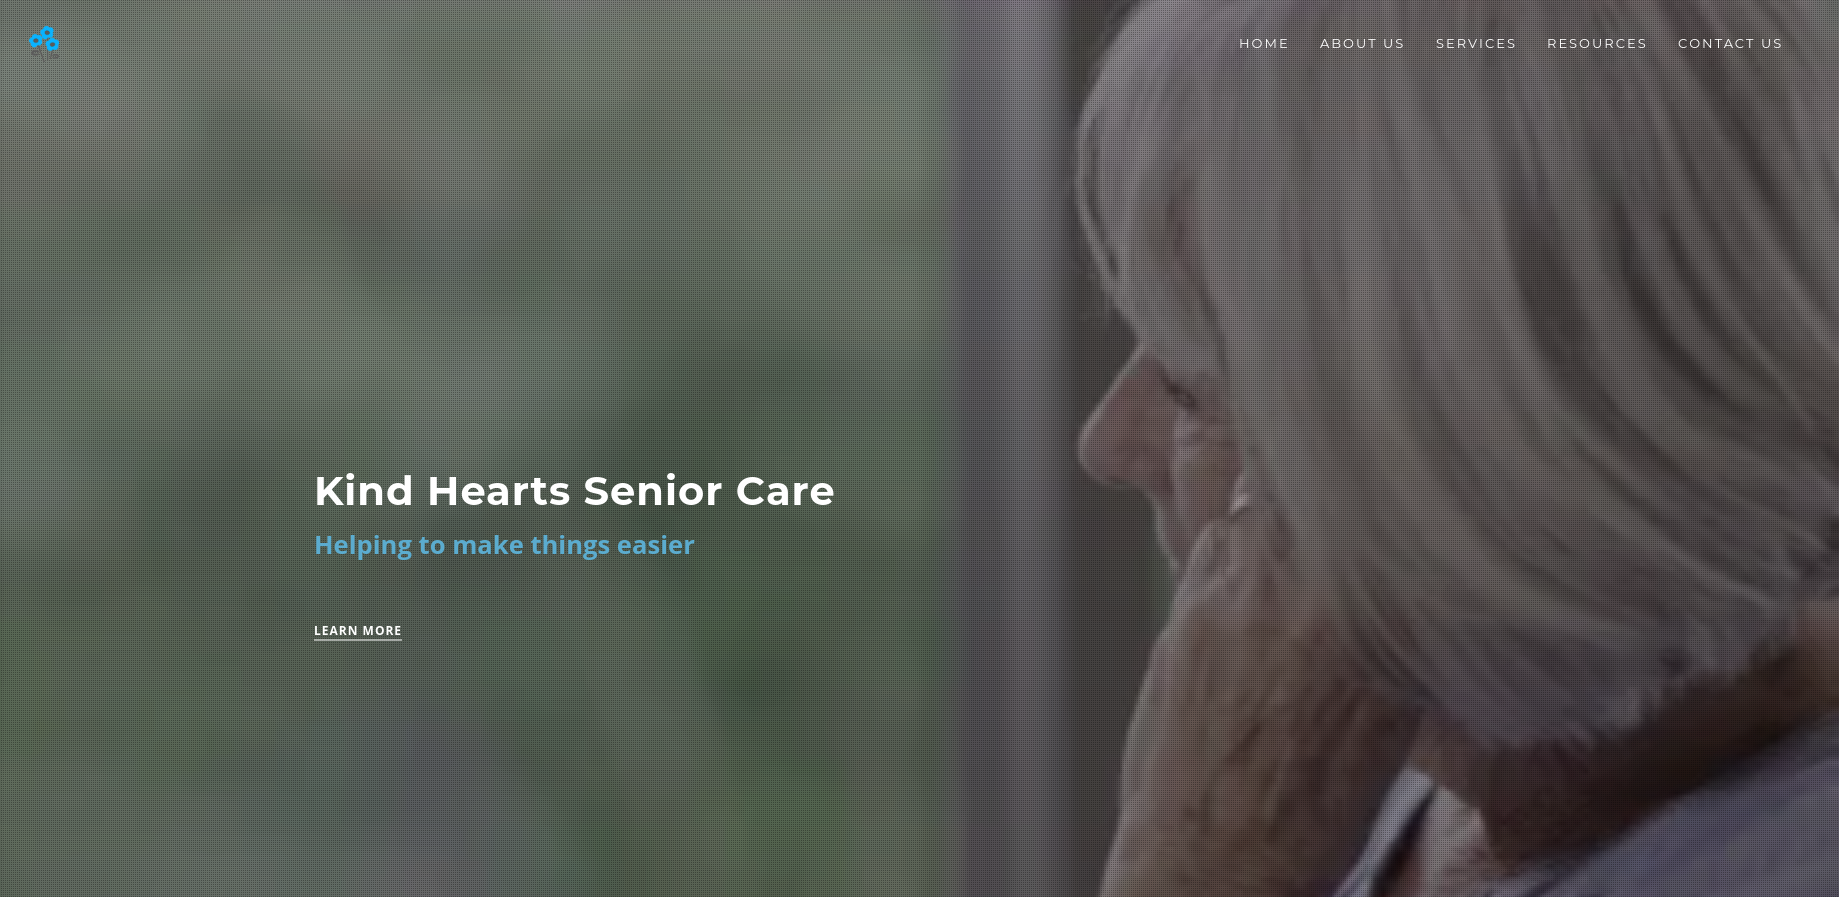 HOME ABOUT US SERVICES RESOURCES CONTACT US
Kind Hearts Senior Care
Helping to make things easier
LEARN MORE